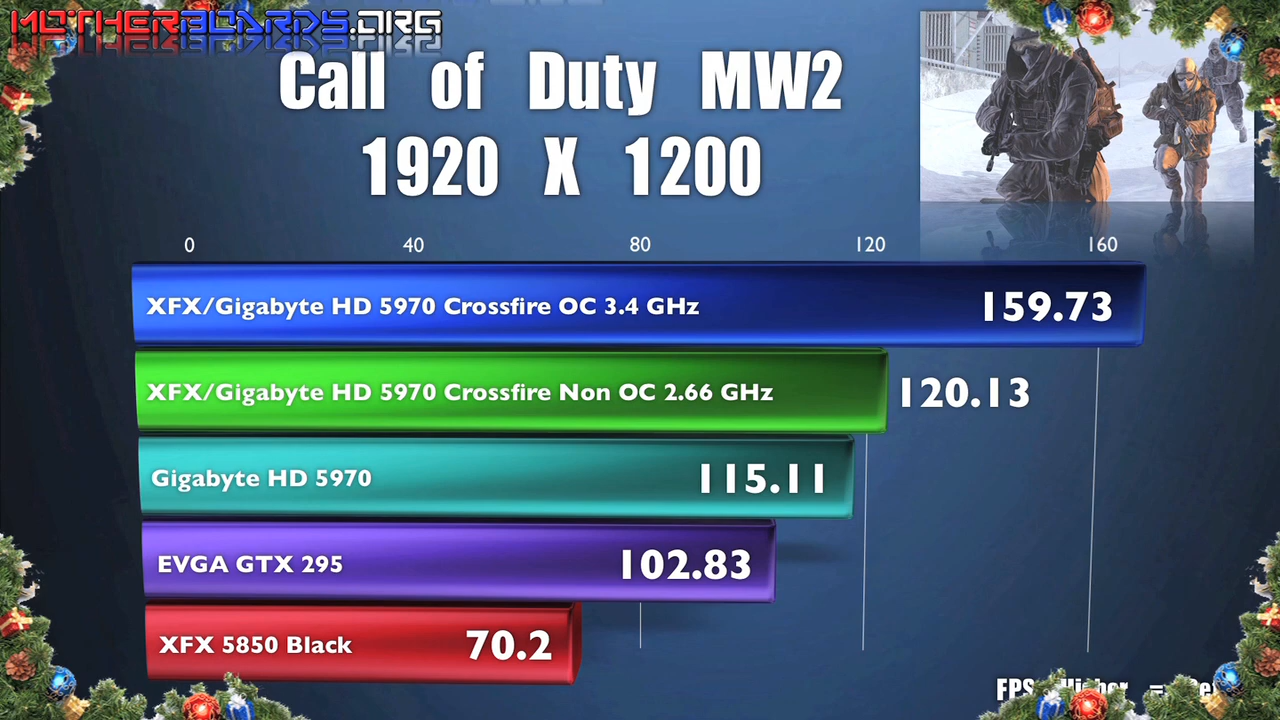 MOTHERBOARDS.ORG
Call of Duty MW2
1920 X 1200
0 40 80 120 160
XFX/Gigabyte HD 5970 Crossfire OC 3.4 GHz 159.73
XFX/Gigabyte HD 5970 Crossfire Non OC 2.66 GHz 120.13
Gigabyte HD 5970 115.11
EVGA GTX 295 102.83
XFX 5850 Black 70.2
FPS Higher =